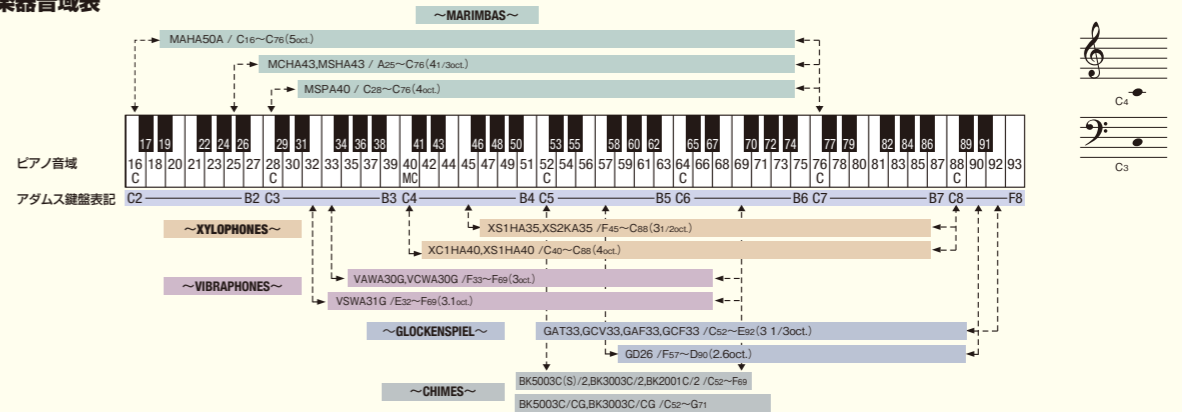 楽器音域表
～MARIMBAS～
MAHA50A / C16～C76(5oct.)
MCHA43,MSHA43 / A25～C76(41/3oct.)
MSPA40 / C28～C76(4oct.)
C4
C3
17 19 22 24 26 29 31 34 36 38 41 43 46 48 50 53 55 58 60 62 65 67 70 72 74 77 79 82 84 86 89 91
ピアノ音域 16 18 20 21 23 25 27 28 30 32 33 35 37 39 40 42 44 45 47 49 51 52 54 56 57 59 61 63 64 66 68 69 71 73 75 76 78 80 81 83 85 87 88 90 92 93
C C MC C C C C
アダムス鍵盤表記 C2 B2 C3 B3 C4 B4 C5 B5 C6 B6 C7 B7 C8 F8
～XYLOPHONES～
XS1HA35,XS2KA35 /F45～C88(31/2oct.)
XC1HA40,XS1HA40 /C40～C88(4oct.)
～VIBRAPHONES～
VAWA30G,VCWA30G /F33～F69(3oct.)
VSWA31G /E32～F69(3.1oct.)
～GLOCKENSPIEL～
GAT33,GCV33,GAF33,GCF33 /C52～E92(3 1/3oct.)
GD26 /F57～D90(2.6oct.)
～CHIMES～
BK5003C(S)/2,BK3003C/2,BK2001C/2 /C52～F69
BK5003C/CG,BK3003C/CG /C52～G71